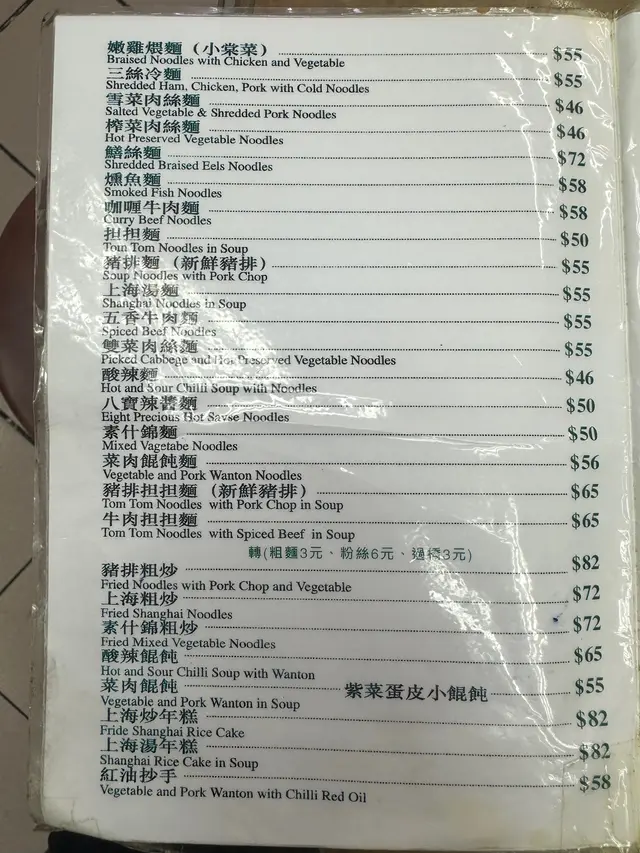 嫩雞煨麵（小棠菜） $55
Braised Noodles with Chicken and Vegetable
三絲冷麵 $55
Shredded Ham, Chicken, Pork with Cold Noodles
雪菜肉絲麵 $46
Salted Vegetable & Shredded Pork Noodles
榨菜肉絲麵 $46
Hot Preserved Vegetable Noodles
鱔絲麵 $72
Shredded Braised Eels Noodles
燻魚麵 $58
Smoked Fish Noodles
咖喱牛肉麵 $58
Curry Beef Noodles
担担麵 $50
Tom Tom Noodles in Soup
豬排麵（新鮮豬排） $55
Soup Noodles with Pork Chop
上海湯麵 $55
Shanghai Noodles in Soup
五香牛肉麵 $55
Spiced Beef Noodles
雙菜肉絲麵 $55
Picked Cabbege and Hot Preserved Vegetable Noodles
酸辣麵 $46
Hot and Sour Chilli Soup with Noodles
八寶辣醬麵 $50
Eight Precious Hot Savse Noodles
素什錦麵 $50
Mixed Vagetabe Noodles
菜肉餛飩麵 $56
Vegetable and Pork Wanton Noodles
豬排担担麵（新鮮豬排） $65
Tom Tom Noodles with Pork Chop in Soup
牛肉担担麵 $65
Tom Tom Noodles with Spiced Beef in Soup
轉(粗麵3元、粉絲6元、過橋3元)
豬排粗炒 $82
Fried Noodles with Pork Chop and Vegetable
上海粗炒 $72
Fried Shanghai Noodles
素什錦粗炒 $72
Fried Mixed Vegetable Noodles
酸辣餛飩 $65
Hot and Sour Chilli Soup with Wanton
菜肉餛飩 紫菜蛋皮小餛飩 $55
Vegetable and Pork Wanton in Soup
上海炒年糕 $82
Fride Shanghai Rice Cake
上海湯年糕 $82
Shanghai Rice Cake in Soup
紅油抄手 $58
Vegetable and Pork Wanton with Chilli Red Oil